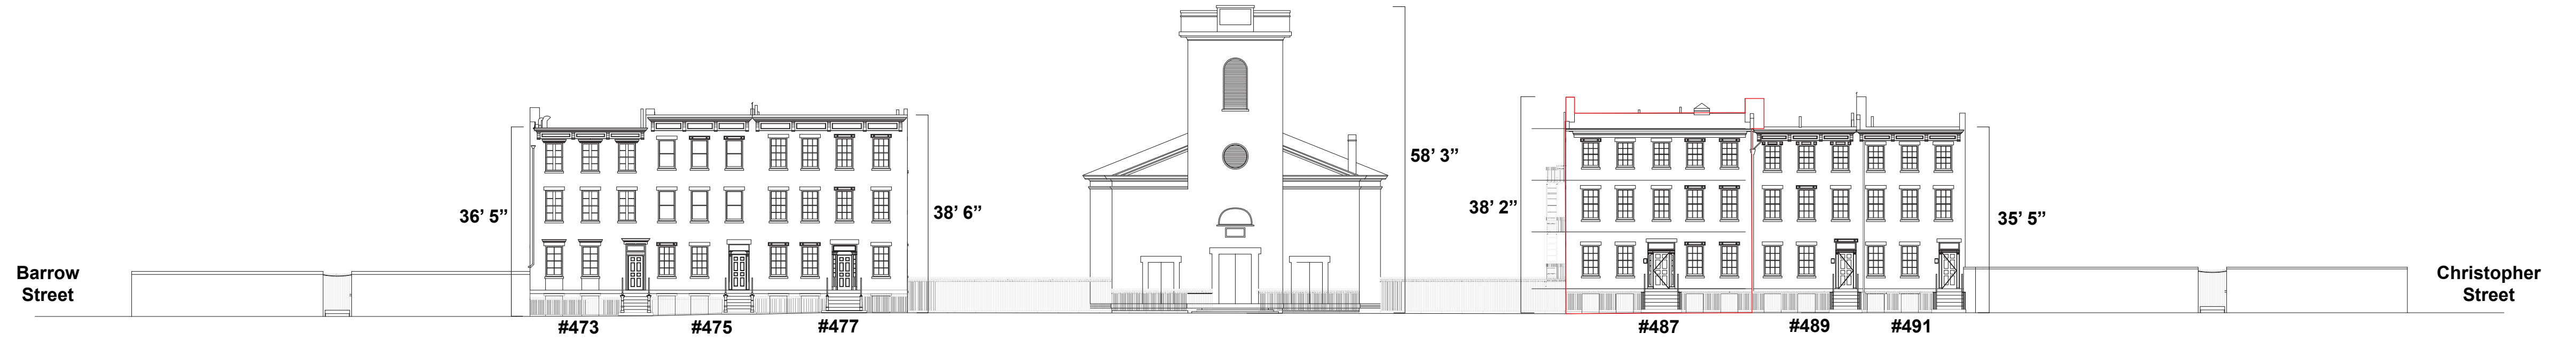 Barrow
Street
36’ 5”
#473
#475
#477
38’ 6”
58’ 3”
38’ 2”
#487
#489
#491
35’ 5”
Christopher
Street